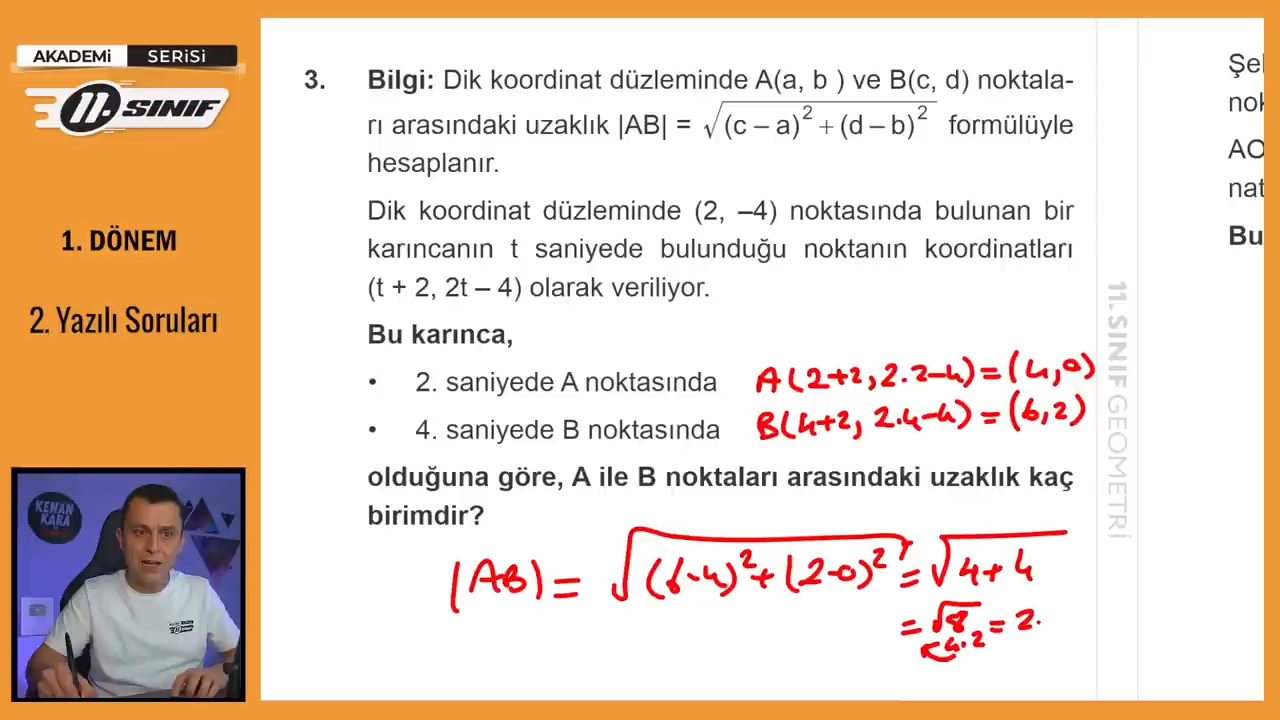 AKADEMİ SERİSİ
11. SINIF
1. DÖNEM
2. Yazılı Soruları
KENAN
KARA
3. Bilgi: Dik koordinat düzleminde A(a, b ) ve B(c, d) noktala-
rı arasındaki uzaklık |AB| = √(c – a)² + (d – b)² formülüyle
hesaplanır.
Dik koordinat düzleminde (2, –4) noktasında bulunan bir
karıncanın t saniyede bulunduğu noktanın koordinatları
(t + 2, 2t – 4) olarak veriliyor.
Bu karınca,
• 2. saniyede A noktasında A(2+2, 2.2-4)=(4,0)
• 4. saniyede B noktasında B(4+2, 2.4-4)=(6,2)
olduğuna göre, A ile B noktaları arasındaki uzaklık kaç
birimdir?
|AB| = √(6-4)²+(2-0)² = √4+4
= √8 = 2.
4.2
11. SINIF GEOMETRİ
Şe
nok
AO
nat
Bu